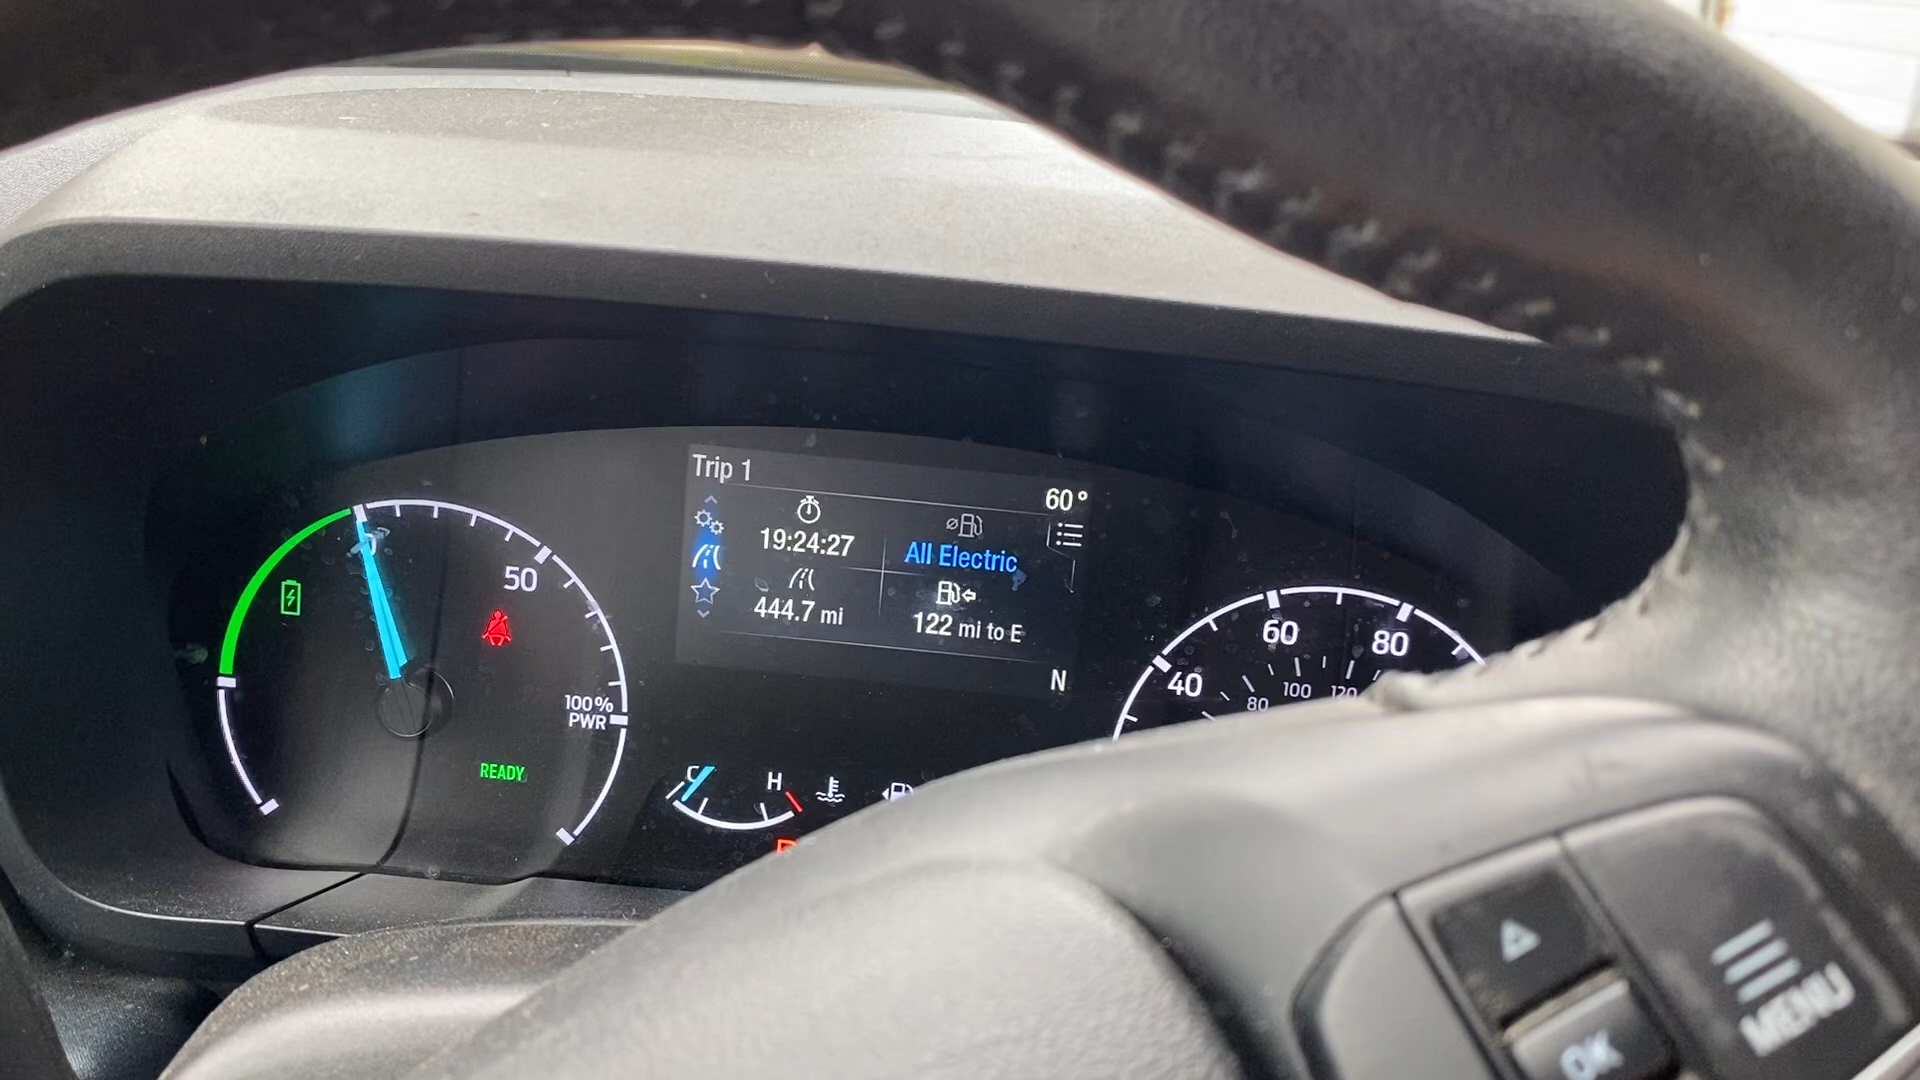 Trip 1
60°
19:24:27
All Electric
444.7 mi
122 mi to E
N
50
100%
PWR
READY
C
H
40
60
80
80
100
120
MENU
OK